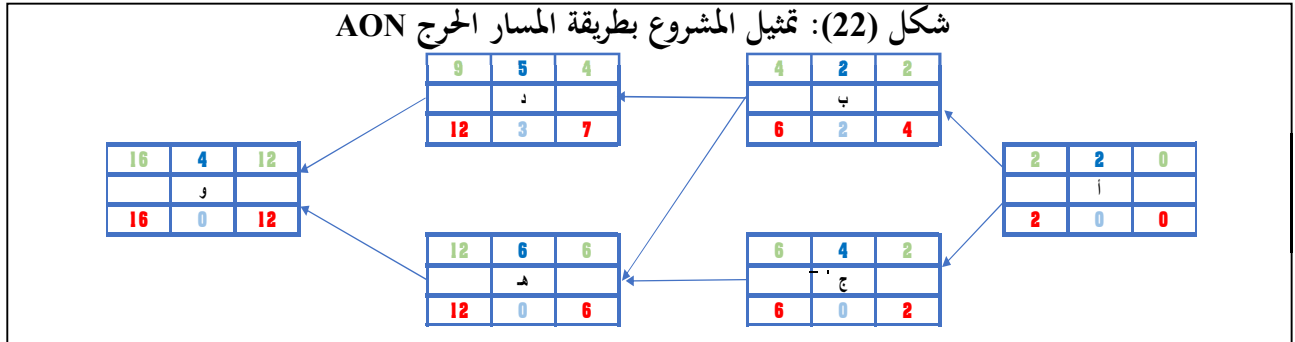 شكل (22): تمثيل المشروع بطريقة المسار الحرج AON
4 5 9
د
7 3 12
2 2 4
ب
4 2 6
12 4 16
و
12 0 16
0 2 2
أ
0 0 2
6 6 12
هـ
6 0 12
2 4 6
ج
2 0 6